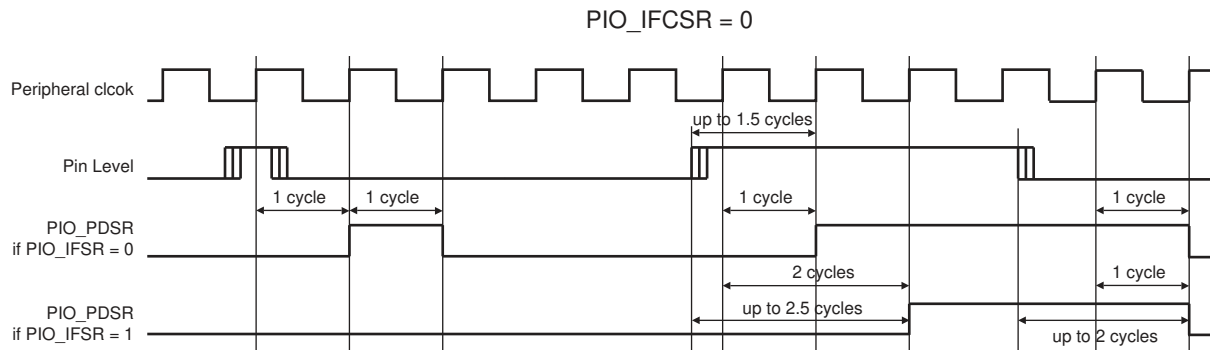 PIO_IFCSR = 0
Peripheral clcok
up to 1.5 cycles
Pin Level
1 cycle
1 cycle
1 cycle
1 cycle
PIO_PDSR
if PIO_IFSR = 0
2 cycles
1 cycle
PIO_PDSR
if PIO_IFSR = 1
up to 2.5 cycles
up to 2 cycles